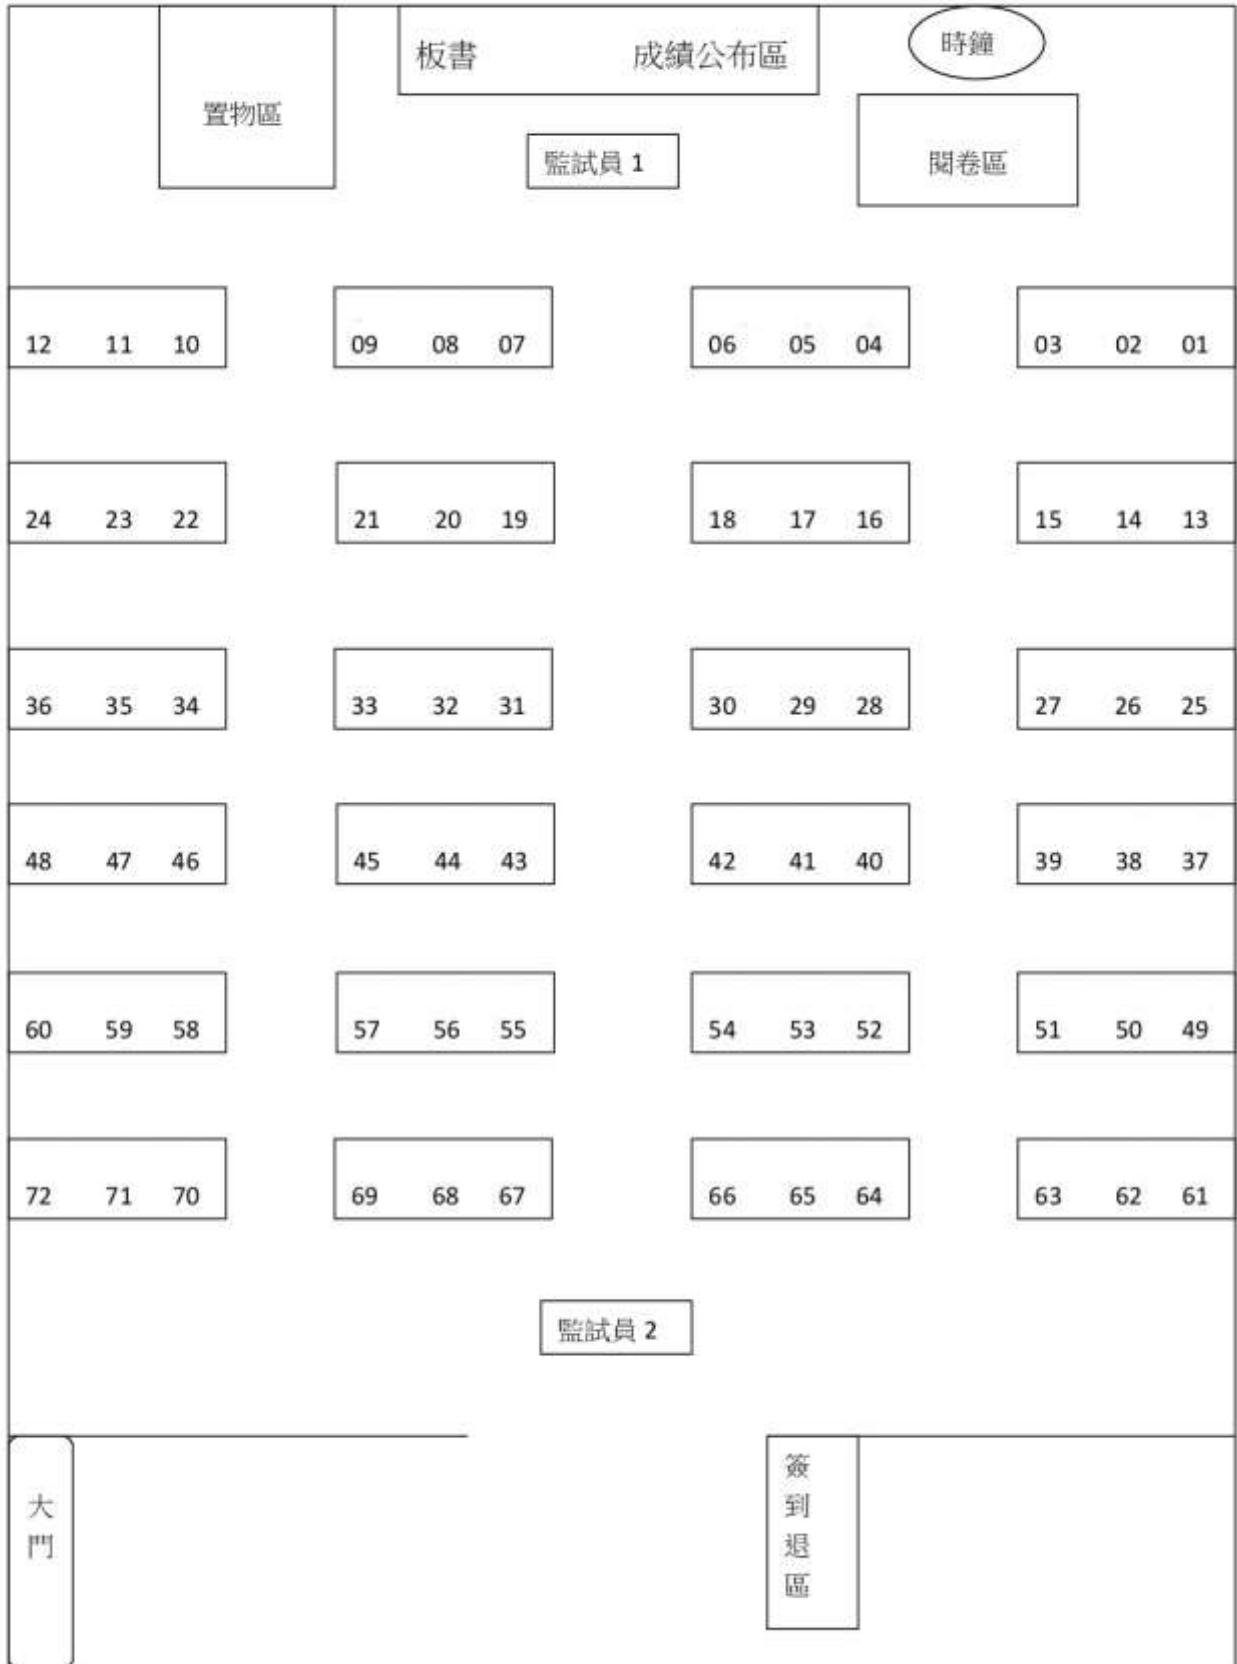 板書 成績公布區
時鐘
置物區
監試員 1
閱卷區
12 11 10 09 08 07 06 05 04 03 02 01
24 23 22 21 20 19 18 17 16 15 14 13
36 35 34 33 32 31 30 29 28 27 26 25
48 47 46 45 44 43 42 41 40 39 38 37
60 59 58 57 56 55 54 53 52 51 50 49
72 71 70 69 68 67 66 65 64 63 62 61
監試員 2
大門
簽到退區